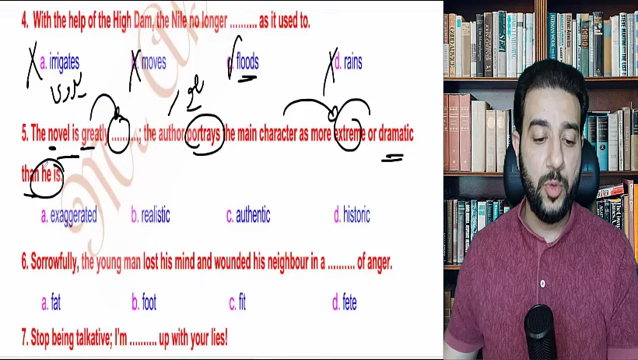 4. With the help of the High Dam, the Nile no longer .......... as it used to.
a. irrigates b. moves c. floods d. rains
5. The novel is greatly ..........; the author portrays the main character as more extreme or dramatic
than he is.
a. exaggerated b. realistic c. authentic d. historic
6. Sorrowfully, the young man lost his mind and wounded his neighbour in a .......... of anger.
a. fat b. foot c. fit d. fete
7. Stop being talkative; I'm .......... up with your lies!